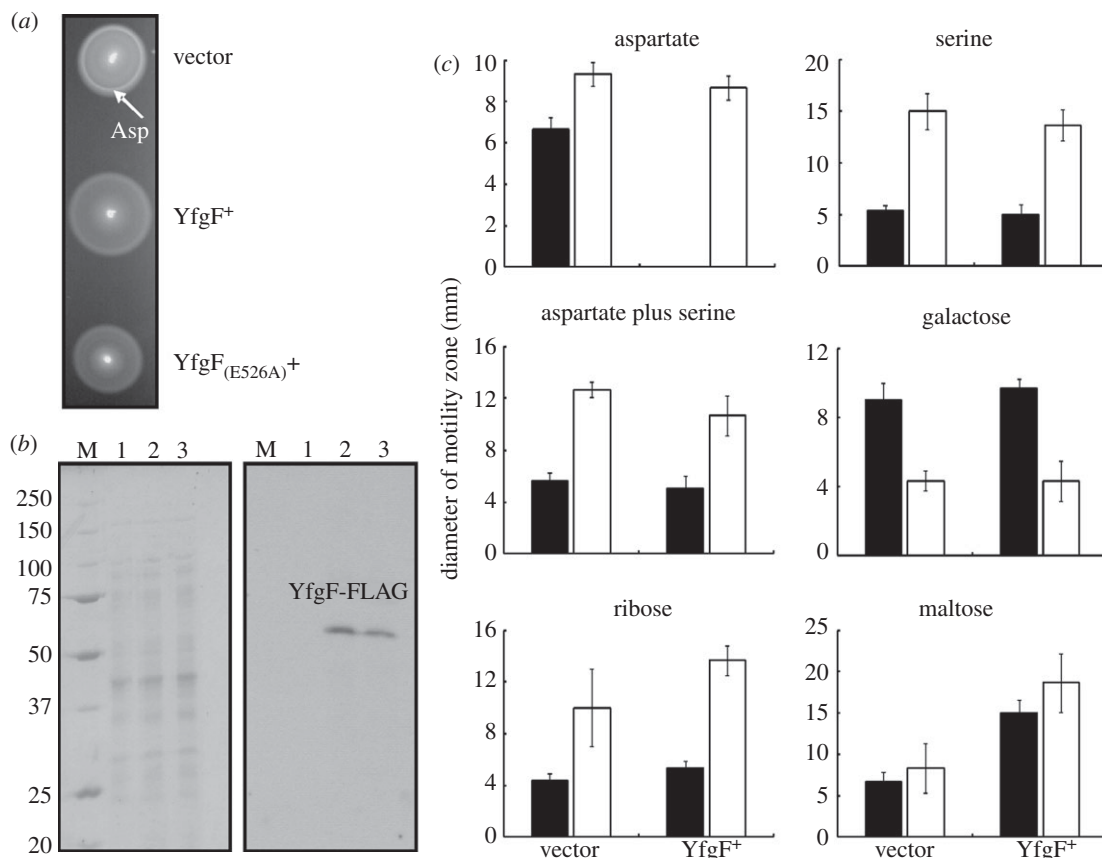 (a)
vector
Asp
YfgF+
YfgF(E526A)+
(b)
M 1 2 3
M 1 2 3
250
150
100
75
50
37
25
20
YfgF-FLAG
(c)
diameter of motility zone (mm)
aspartate
10
8
6
4
2
0
serine
20
15
10
5
0
aspartate plus serine
16
12
8
4
0
galactose
12
8
4
0
ribose
16
12
8
4
0
vector YfgF+
maltose
25
20
15
10
5
0
vector YfgF+